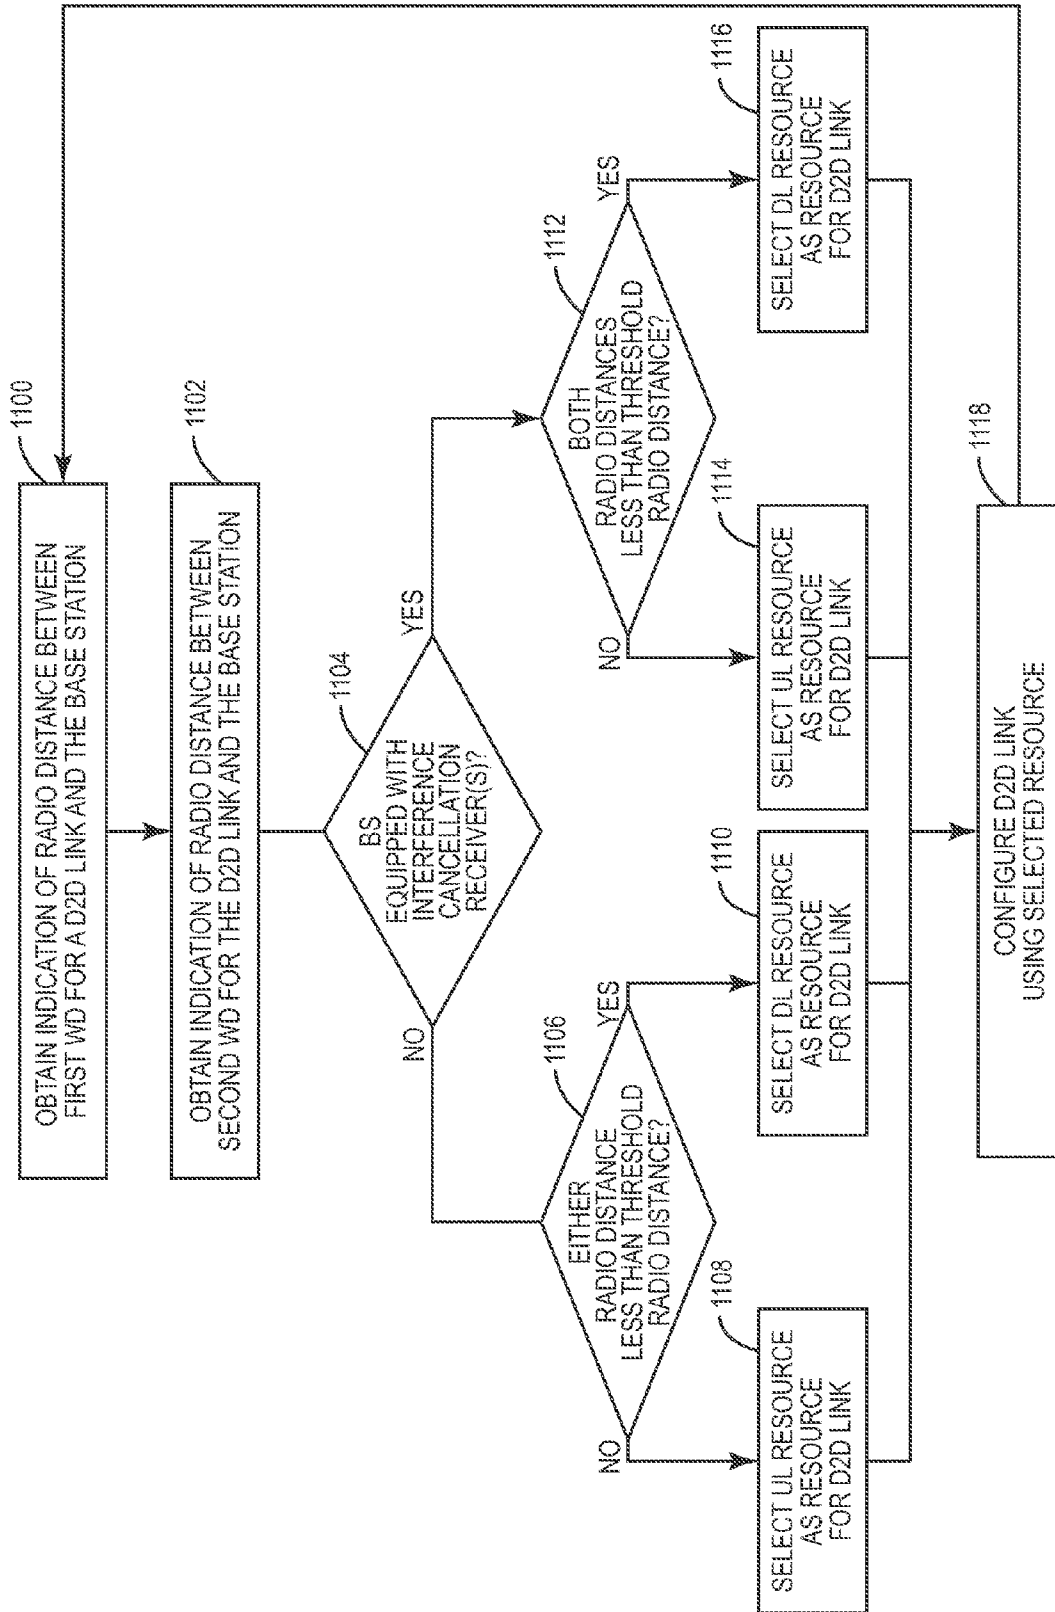 1100
OBTAIN INDICATION OF RADIO DISTANCE BETWEEN
FIRST WD FOR A D2D LINK AND THE BASE STATION
1102
OBTAIN INDICATION OF RADIO DISTANCE BETWEEN
SECOND WD FOR THE D2D LINK AND THE BASE STATION
1104
BS
EQUIPPED WITH
INTERFERENCE
CANCELLATION
RECEIVER(S)?
NO
YES
1106
EITHER
RADIO DISTANCE
LESS THAN THRESHOLD
RADIO DISTANCE?
NO
YES
1108
SELECT UL RESOURCE
AS RESOURCE
FOR D2D LINK
1110
SELECT DL RESOURCE
AS RESOURCE
FOR D2D LINK
1112
BOTH
RADIO DISTANCES
LESS THAN THRESHOLD
RADIO DISTANCE?
NO
YES
1114
SELECT UL RESOURCE
AS RESOURCE
FOR D2D LINK
1116
SELECT DL RESOURCE
AS RESOURCE
FOR D2D LINK
1118
CONFIGURE D2D LINK
USING SELECTED RESOURCE